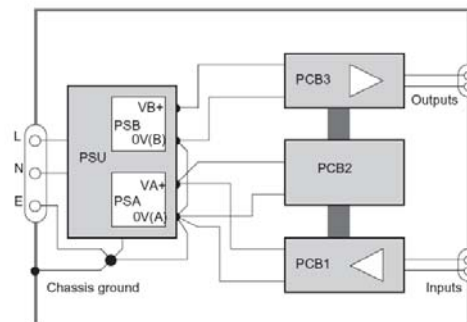 VB+
PCB3
PSB
Outputs
L
0V(B)
PSU
N
VA+
PCB2
PSA
E
0V(A)
PCB1
Chassis ground
Inputs